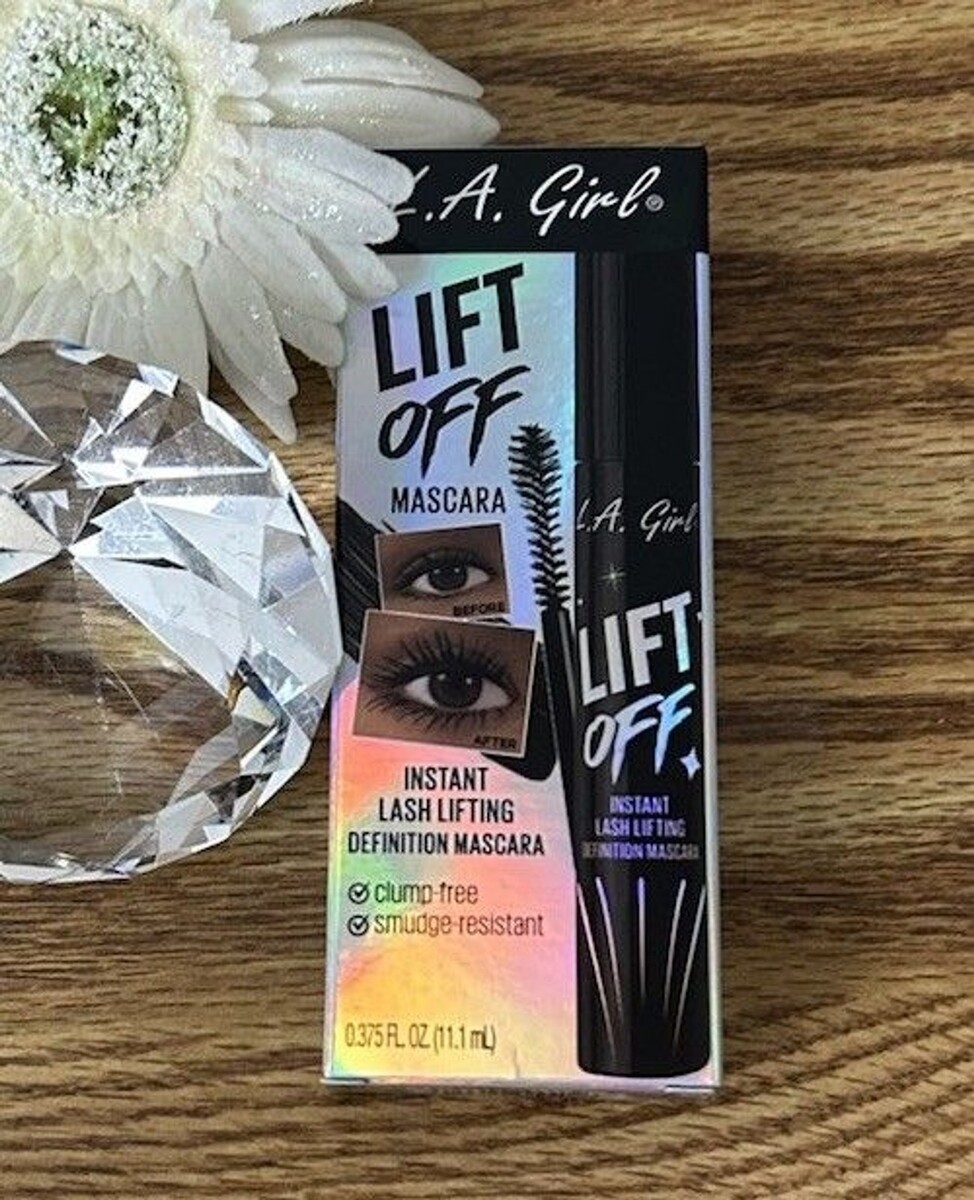 L.A. Girl®
LIFT
OFF
MASCARA
BEFORE
AFTER
INSTANT
LASH LIFTING
DEFINITION MASCARA
clump-free
smudge-resistant
0.375 FL. OZ. (11.1 mL)
L.A. Girl
LIFT
OFF
INSTANT
LASH LIFTING
DEFINITION MASCARA